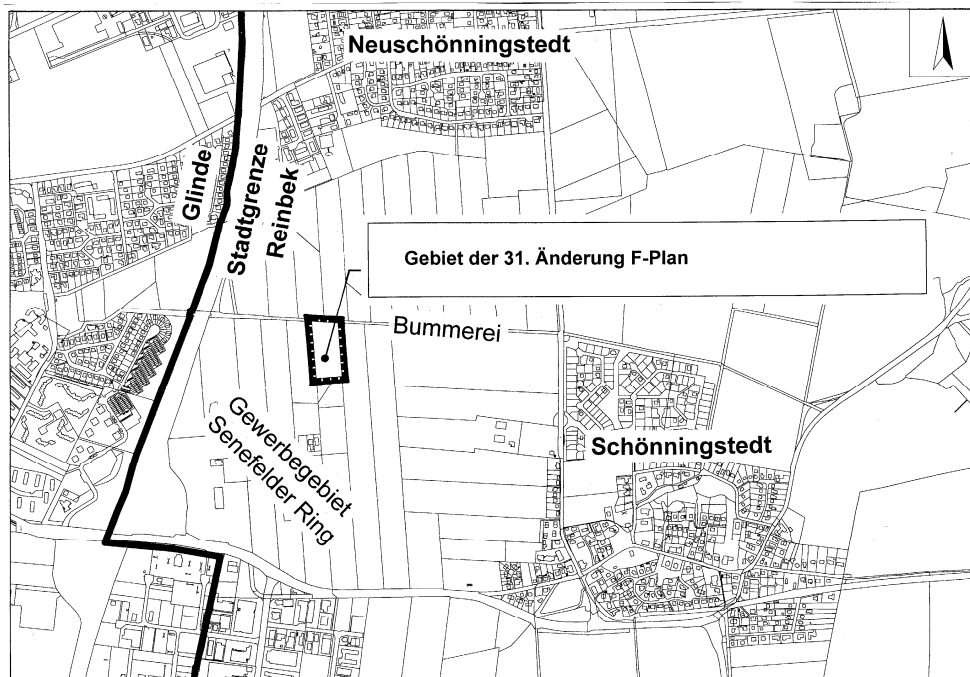 Neuschönningstedt
Glinde
Stadtgrenze
Reinbek
Gebiet der 31. Änderung F-Plan
Bummerei
Gewerbegebiet
Senefelder Ring
Schönningstedt